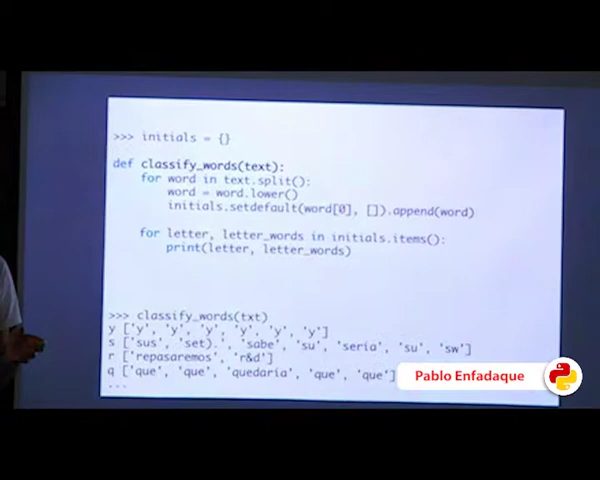 >>> initials = {}
def classify_words(text):
for word in text.split():
word = word.lower()
initials.setdefault(word[0], []).append(word)
for letter, letter_words in initials.items():
print(letter, letter_words)
>>> classify_words(txt)
y ['y', 'y', 'y', 'y', 'y', 'y']
s ['sus', 'set).', 'sabe', 'su', 'sería', 'su', 'sw']
r ['repasaremos', 'r&d']
q ['que', 'que', 'quedaría', 'que', 'que']
...
Pablo Enfadaque